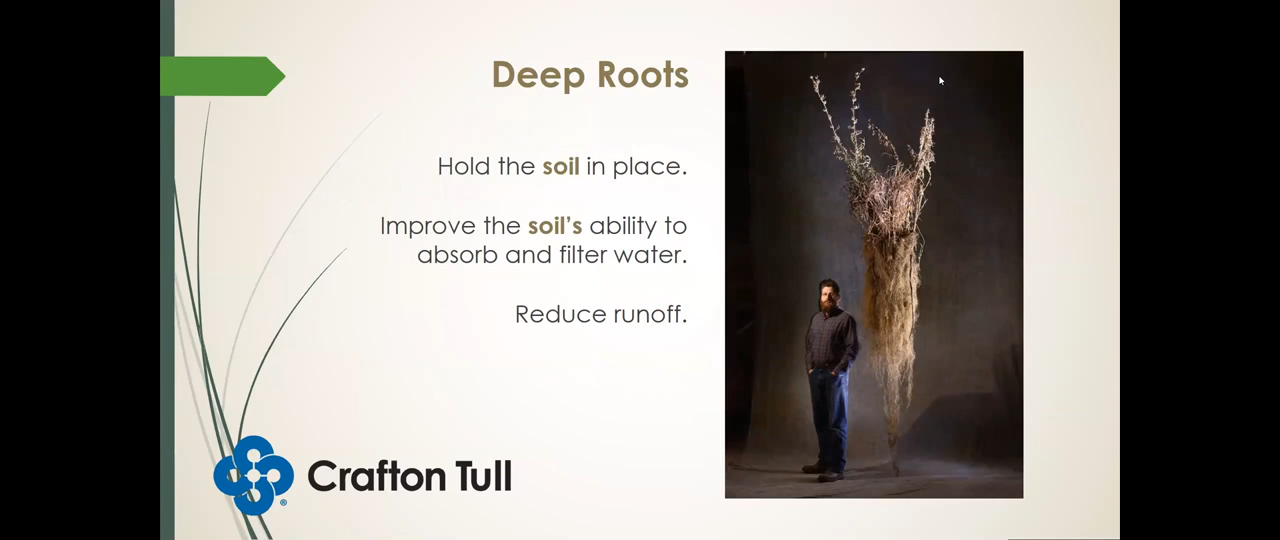 Deep Roots
Hold the soil in place.
Improve the soil's ability to
absorb and filter water.
Reduce runoff.
Crafton Tull
®